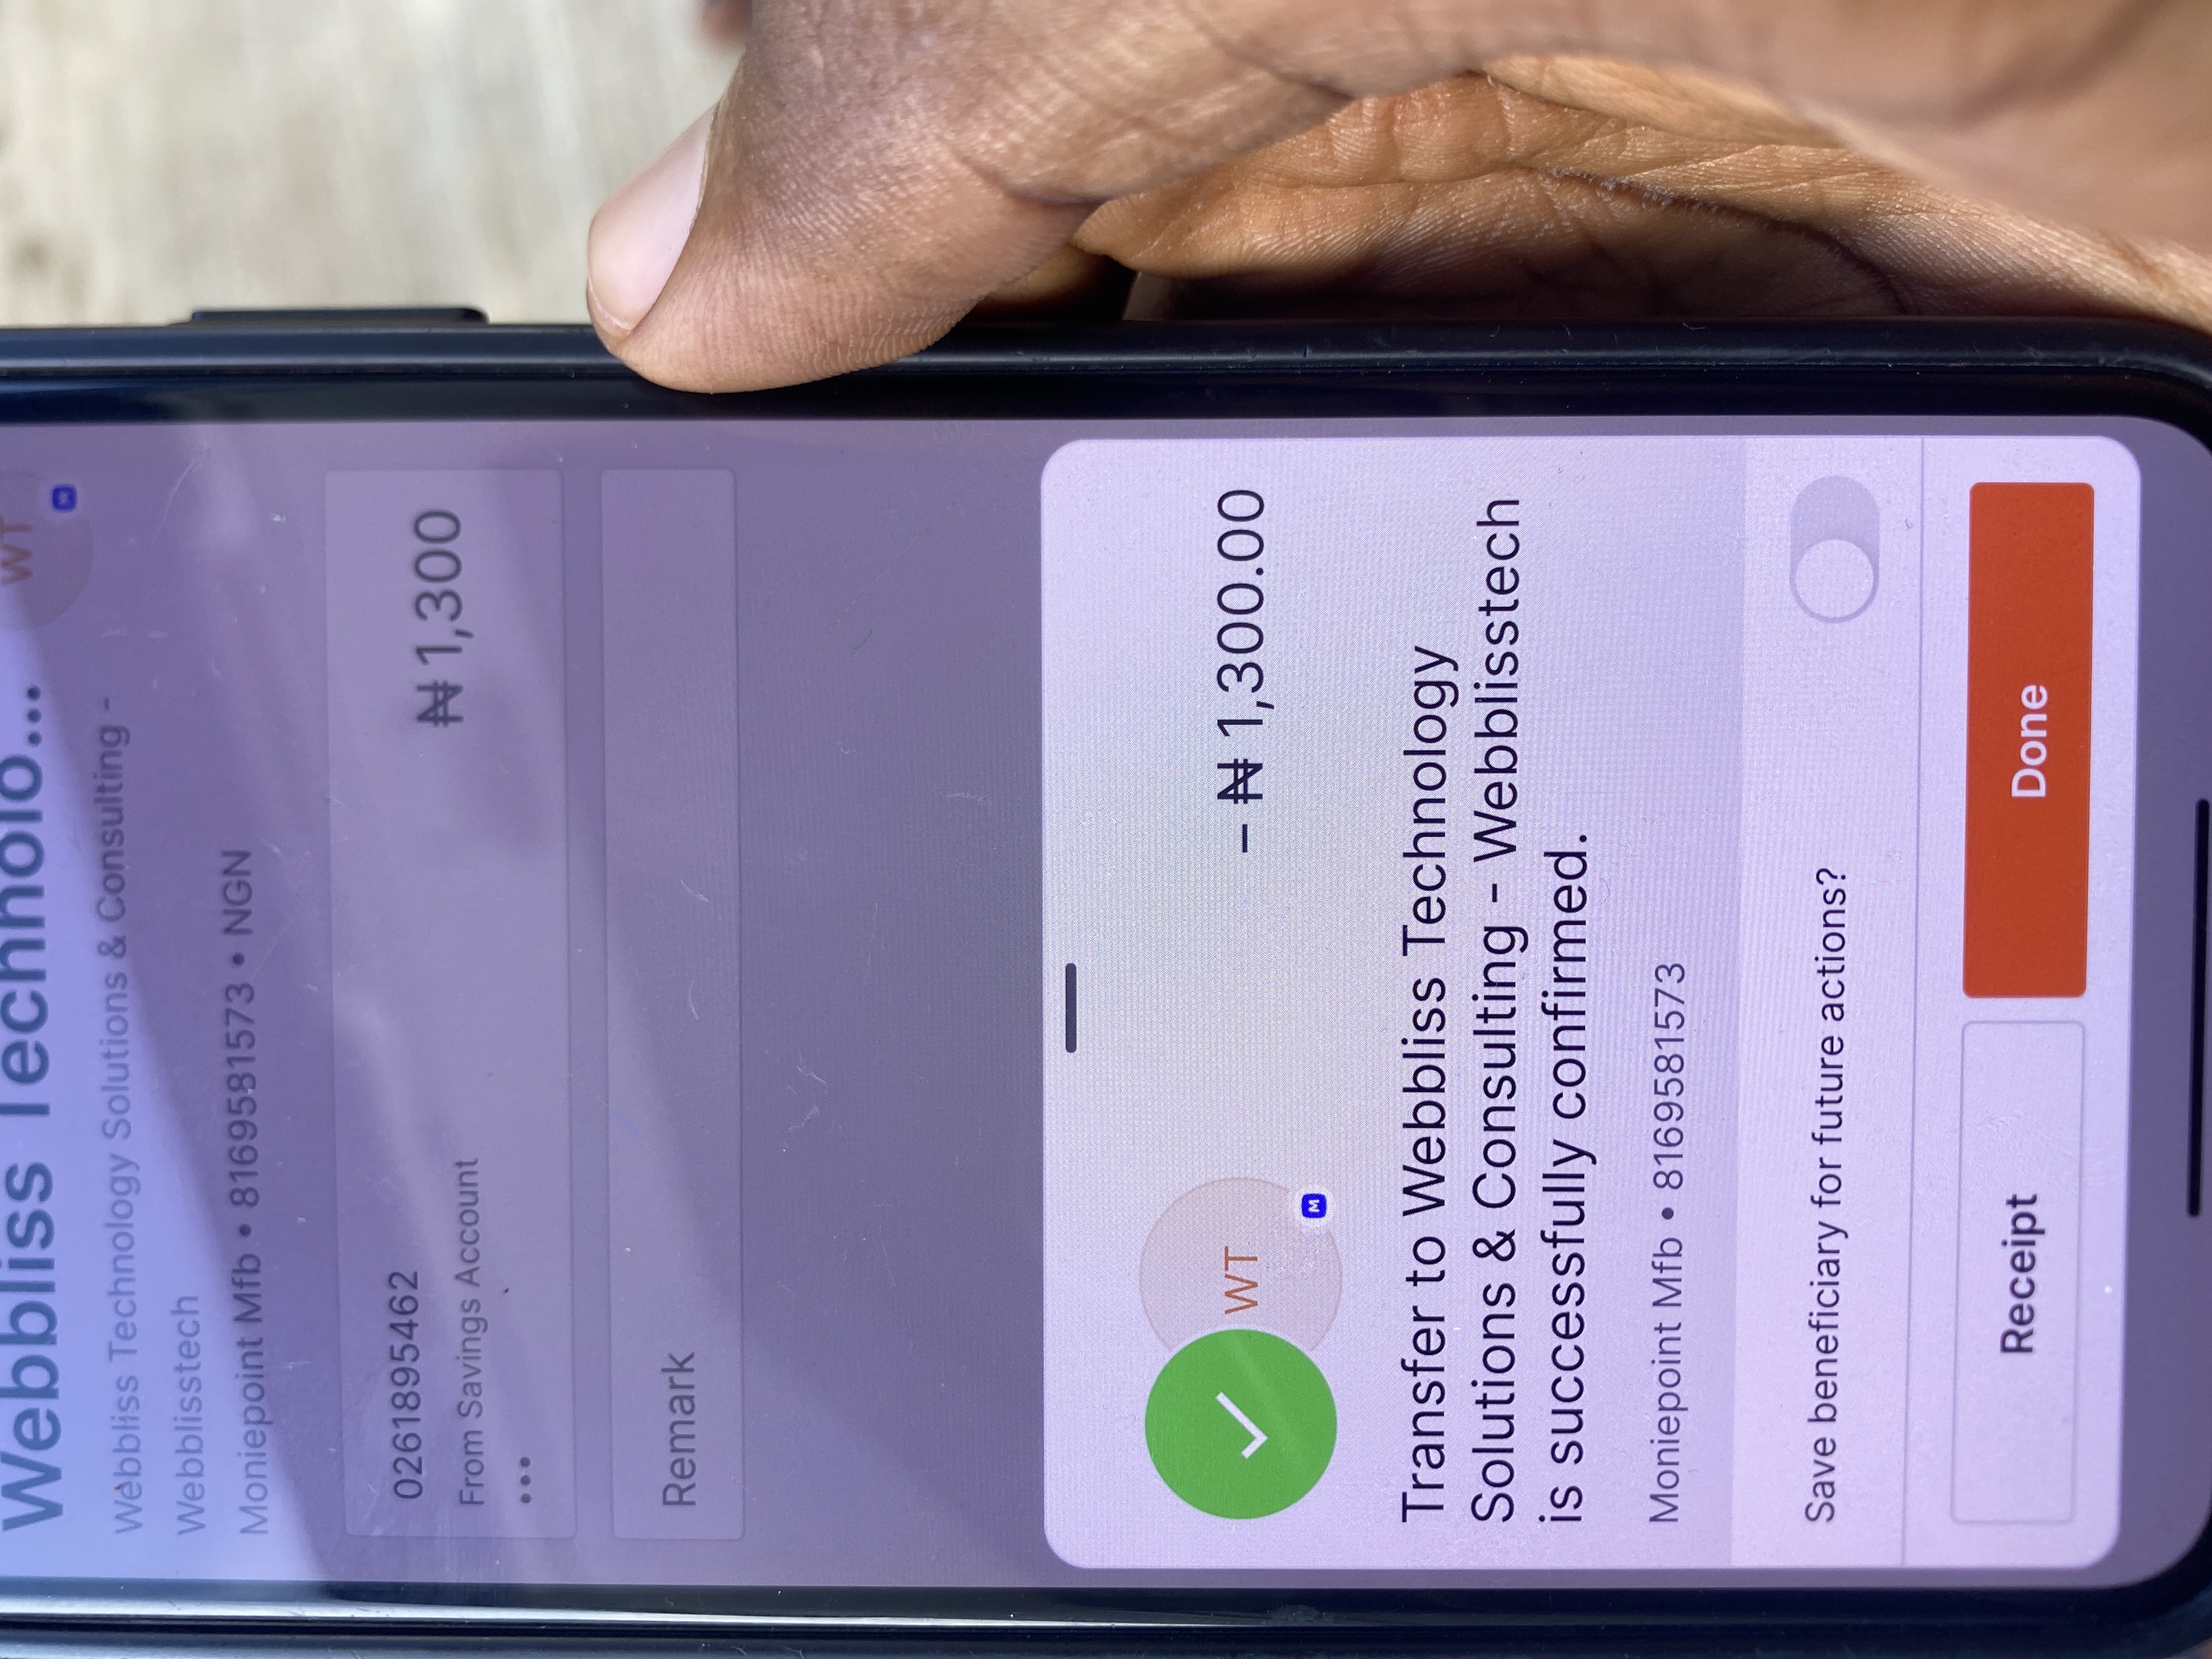 Webbliss Technolo...
WT
Webbliss Technology Solutions & Consulting -
Webblisstech
Moniepoint Mfb • 8169581573 • NGN
0261895462
₦ 1,300
From Savings Account
•••
Remark
WT
M
– ₦ 1,300.00
Transfer to Webbliss Technology
Solutions & Consulting - Webblisstech
is successfully confirmed.
Moniepoint Mfb • 8169581573
Save beneficiary for future actions?
Receipt
Done